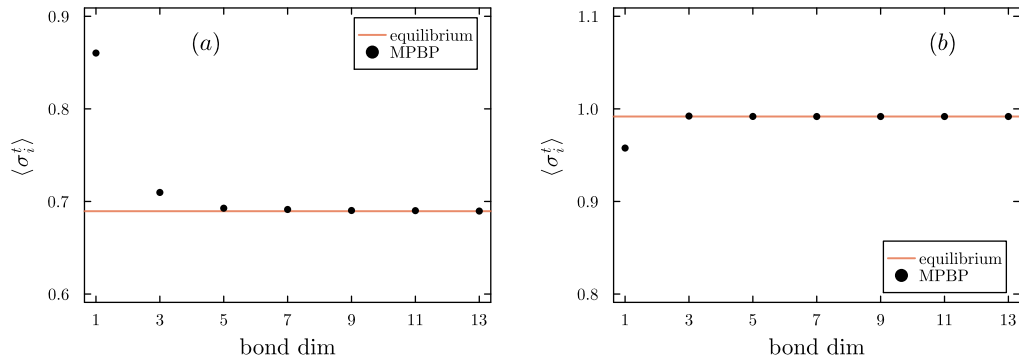 0.9
0.8
0.7
0.6
⟨σᵢᵗ⟩
(a)
equilibrium
MPBP
1 3 5 7 9 11 13
bond dim
1.1
1.0
0.9
0.8
⟨σᵢᵗ⟩
(b)
equilibrium
MPBP
1 3 5 7 9 11 13
bond dim